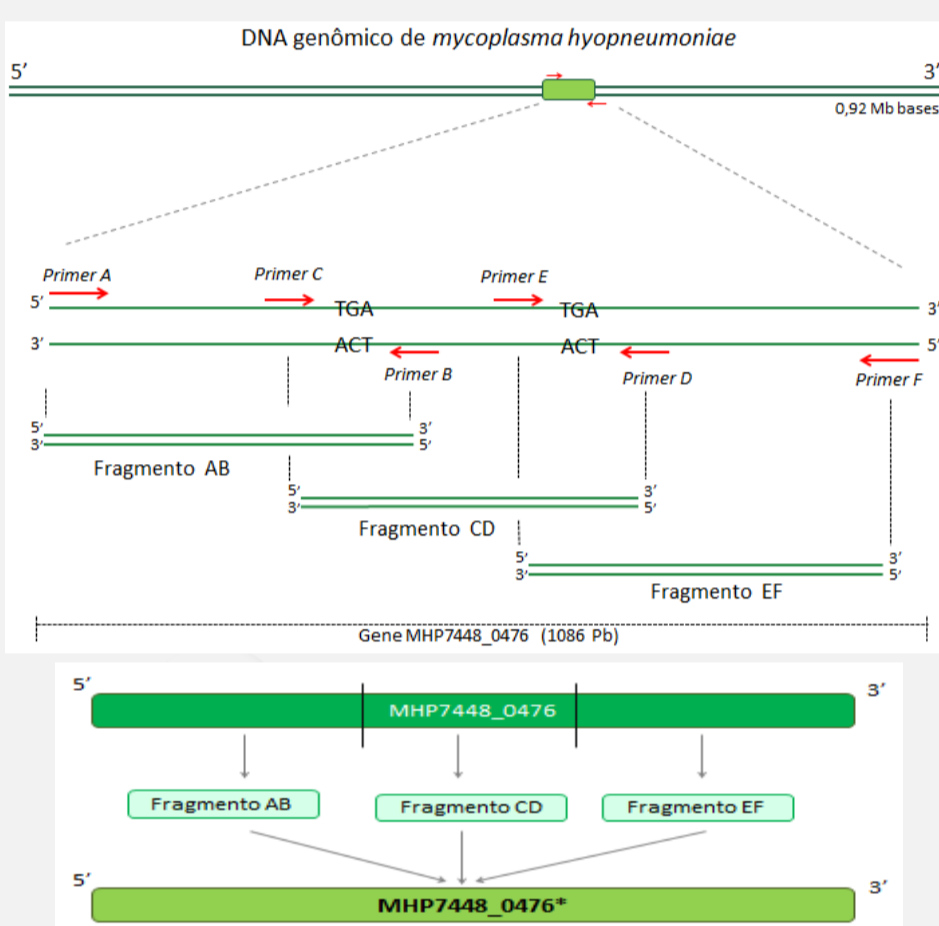 DNA genômico de mycoplasma hyopneumoniae
5’ 3’
0,92 Mb bases
Primer A Primer C Primer E
5’ TGA TGA 3’
3’ ACT ACT 5’
Primer B Primer D Primer F
5’ 3’
3’ 5’
Fragmento AB
5’ 3’
3’ 5’
Fragmento CD
5’ 3’
3’ 5’
Fragmento EF
Gene MHP7448_0476 (1086 Pb)
5’ 3’
MHP7448_0476
Fragmento AB Fragmento CD Fragmento EF
5’ 3’
MHP7448_0476*